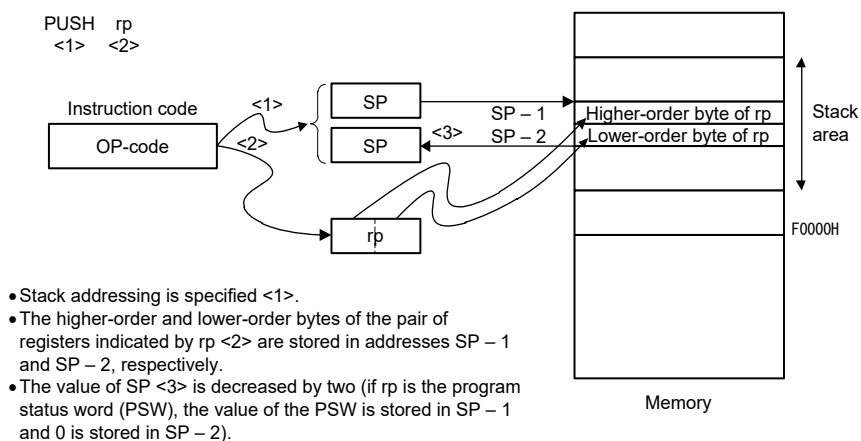 PUSH rp
<1> <2>
Instruction code
OP-code
<1>
<2>
SP
SP
<3>
rp
SP – 1
SP – 2
Higher-order byte of rp
Lower-order byte of rp
Stack
area
F0000H
Memory
• Stack addressing is specified <1>.
• The higher-order and lower-order bytes of the pair of
registers indicated by rp <2> are stored in addresses SP – 1
and SP – 2, respectively.
• The value of SP <3> is decreased by two (if rp is the program
status word (PSW), the value of the PSW is stored in SP – 1
and 0 is stored in SP – 2).